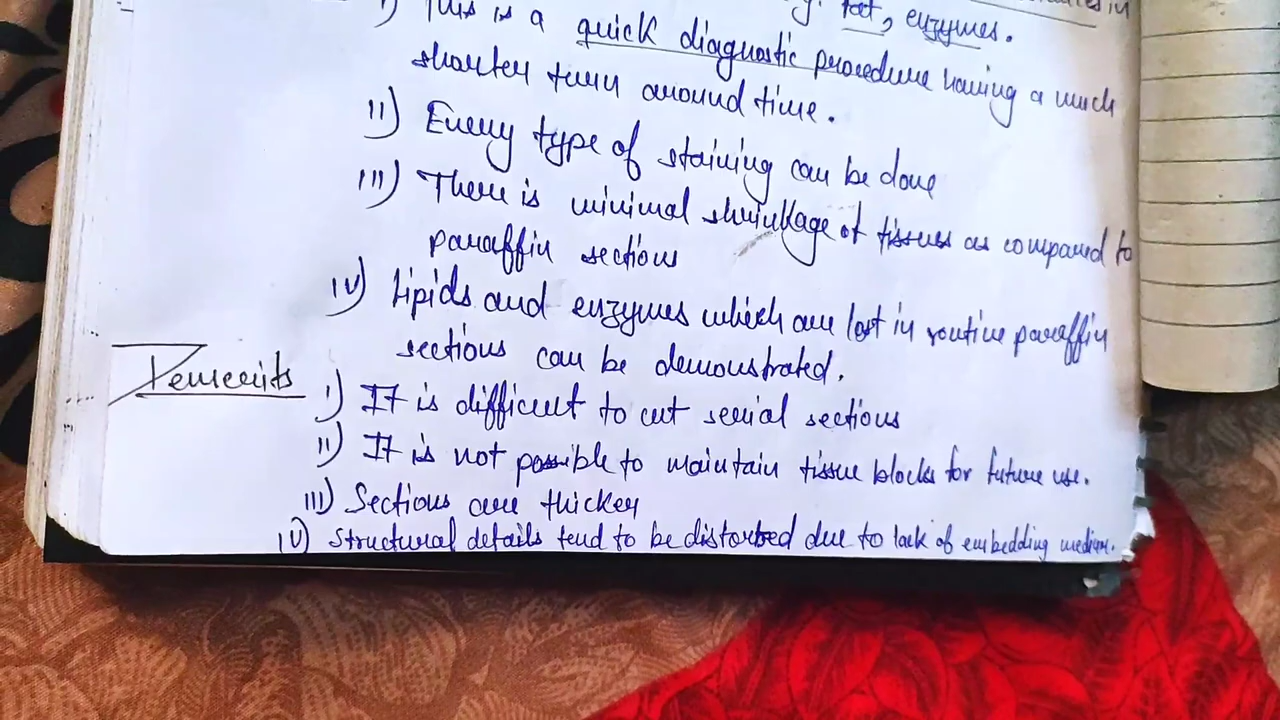 fat, enzymes.
i) This is a quick diagnostic procedure having a much
shorter turn around time.
ii) Every type of staining can be done
iii) There is minimal shrinkage of tissues as compared to
paraffin sections
iv) Lipids and enzymes which are lost in routine paraffin
sections can be demonstrated.
Demerits
i) It is difficult to cut serial sections
ii) It is not possible to maintain tissue blocks for future use.
iii) Sections are thicker
iv) Structural details tend to be distorted due to lack of embedding medium.